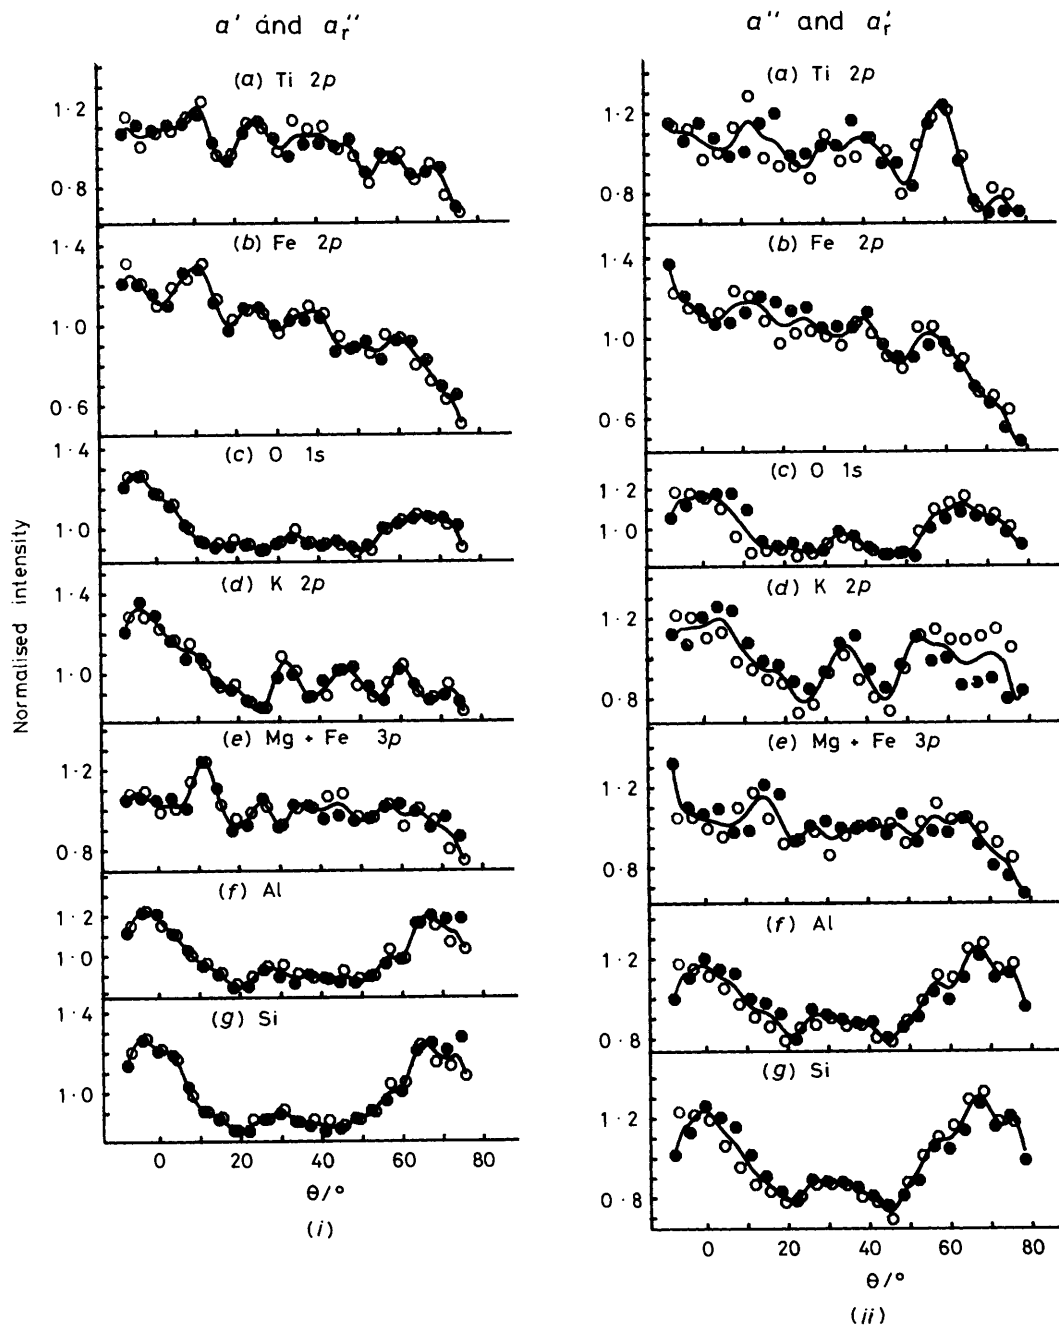 a' ánd a_r''
(a) Ti 2p
1·2
0·8
(b) Fe 2p
1·4
1·0
0·6
(c) O 1s
1·4
1·0
(d) K 2p
1·4
1·0
(e) Mg + Fe 3p
1·2
0·8
(f) Al
1·2
1·0
(g) Si
1·4
1·0
0 20 40 60 80
θ/°
(i)
Normalised intensity
a'' and a_r'
(a) Ti 2p
1·2
0·8
(b) Fe 2p
1·4
1·0
0·6
(c) O 1s
1·2
1·0
(d) K 2p
1·2
0·8
(e) Mg + Fe 3p
1·2
0·8
(f) Al
1·2
0·8
(g) Si
1·2
0·8
0 20 40 60 80
θ/°
(ii)